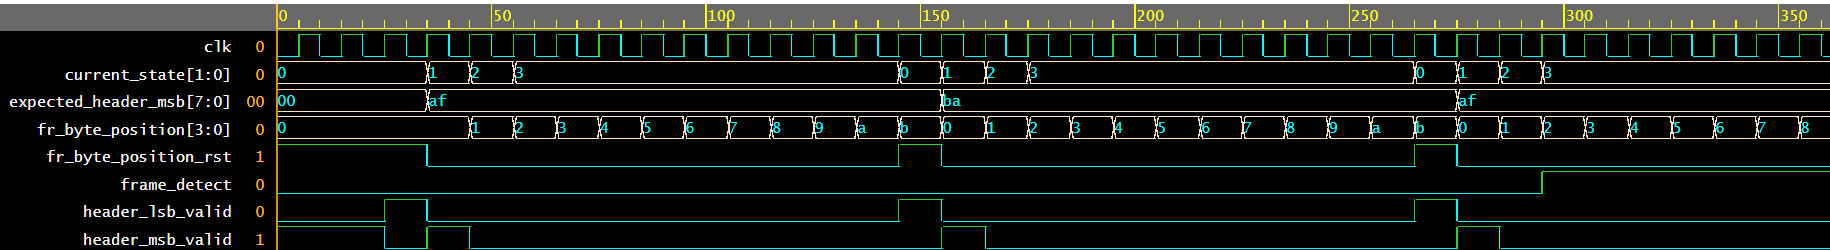 0 50 100 150 200 250 300 350
clk 0
current_state[1:0] 0 0 1 2 3 0 1 2 3 0 1 2 3
expected_header_msb[7:0] 00 00 af ba af
fr_byte_position[3:0] 0 0 1 2 3 4 5 6 7 8 9 a b 0 1 2 3 4 5 6 7 8 9 a b 0 1 2 3 4 5 6 7 8
fr_byte_position_rst 1
frame_detect 0
header_lsb_valid 0
header_msb_valid 1